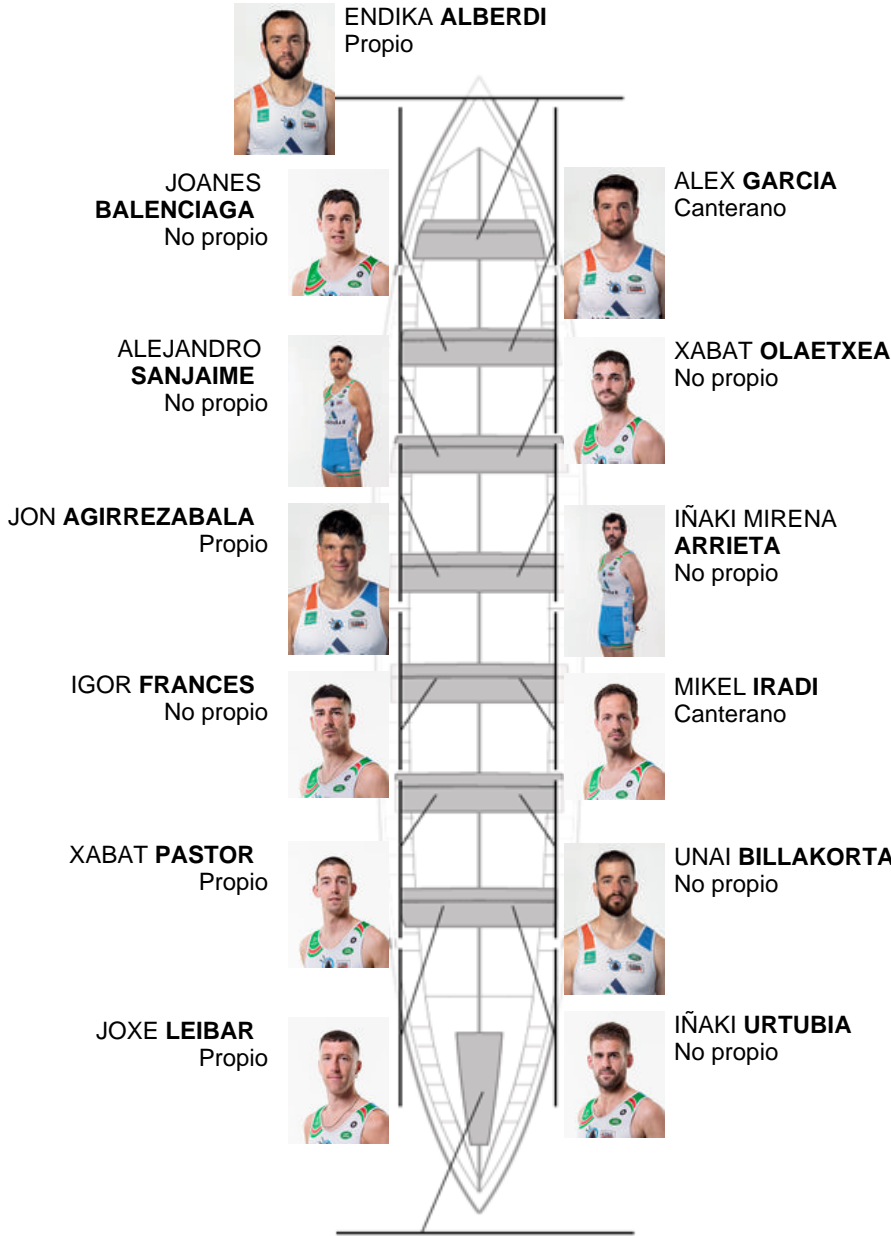 ENDIKA ALBERDI
Propio
JOANES
BALENCIAGA
No propio
ALEX GARCIA
Canterano
ALEJANDRO
SANJAIME
No propio
XABAT OLAETXEA
No propio
JON AGIRREZABALA
Propio
IÑAKI MIRENA
ARRIETA
No propio
IGOR FRANCES
No propio
MIKEL IRADI
Canterano
XABAT PASTOR
Propio
UNAI BILLAKORTA
No propio
JOXE LEIBAR
Propio
IÑAKI URTUBIA
No propio